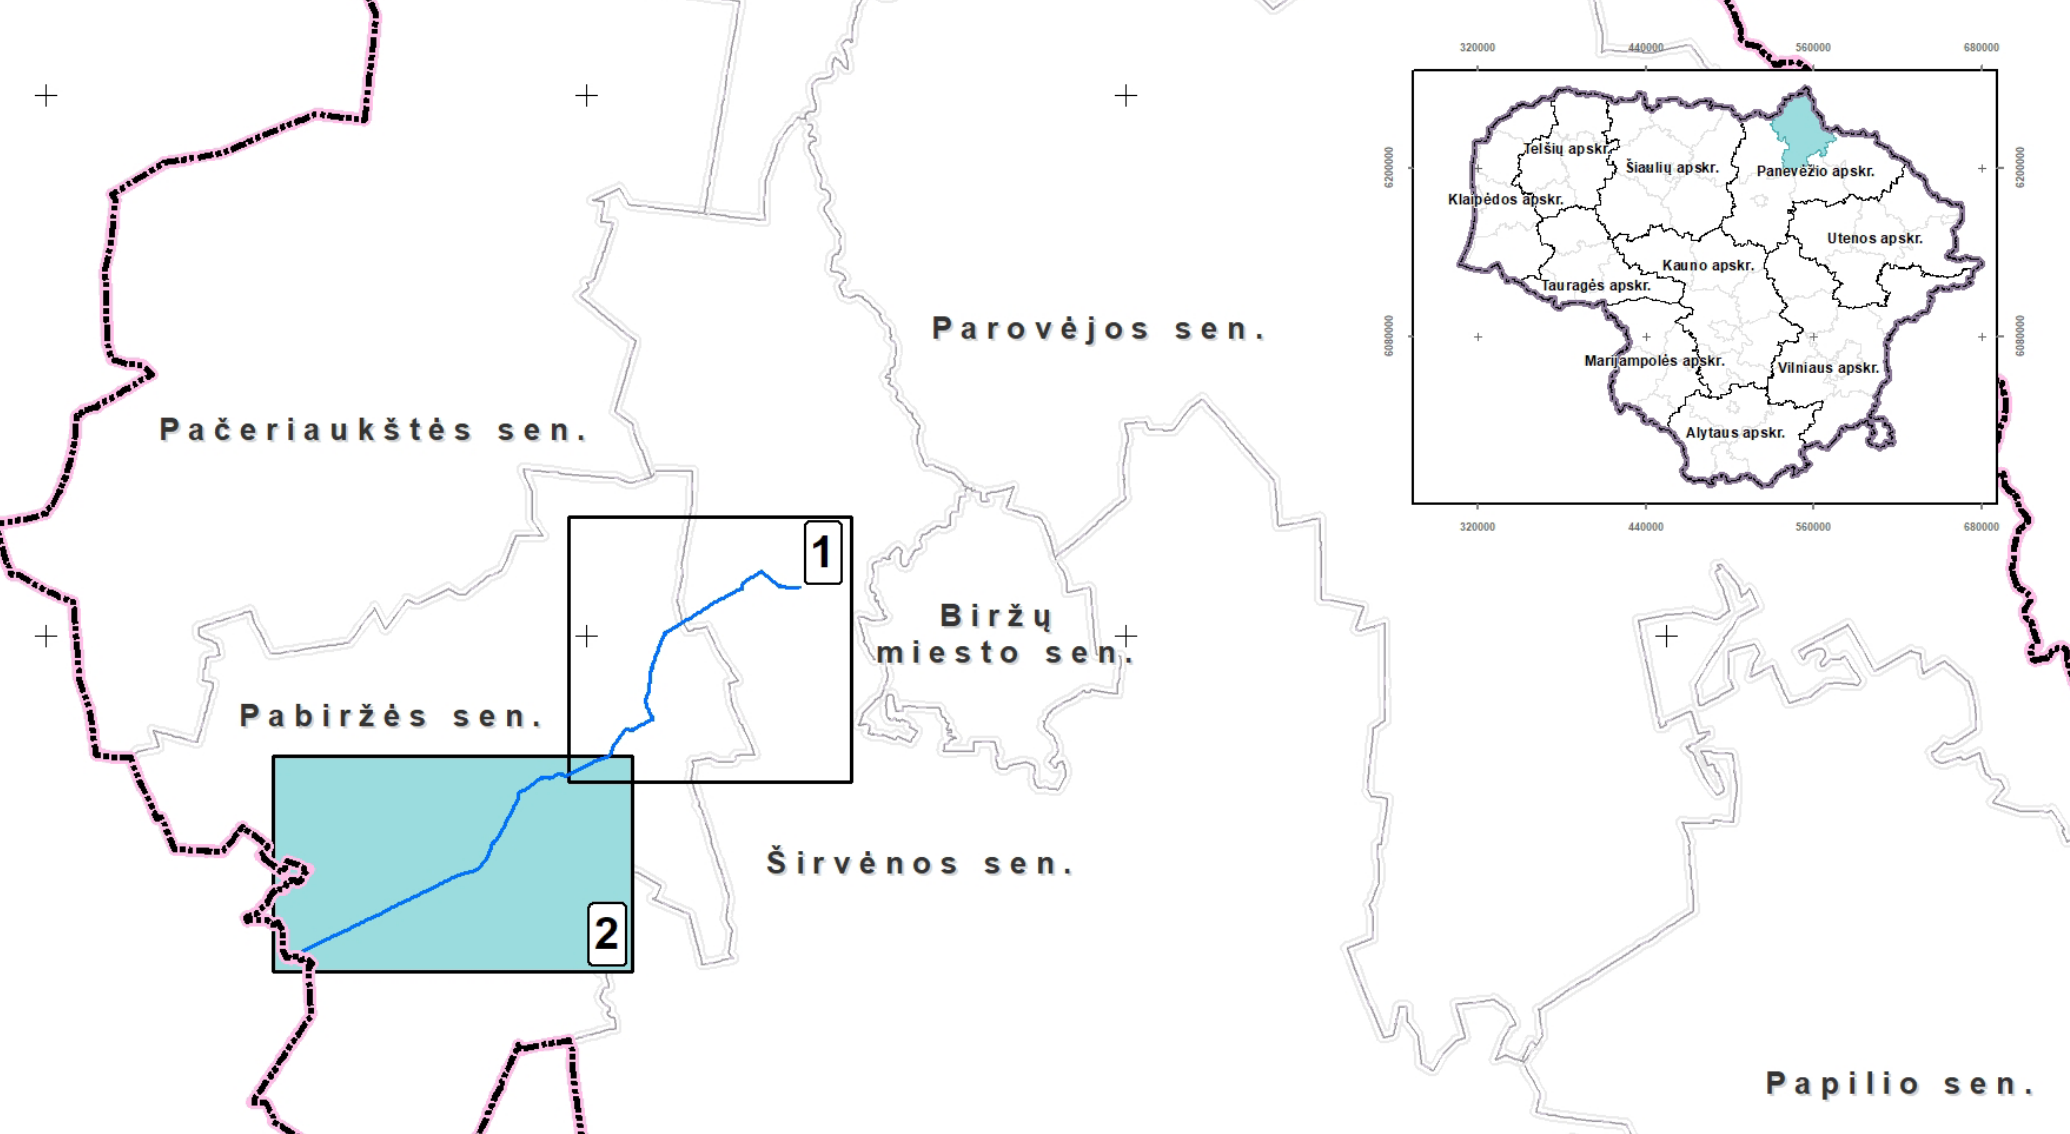 320000 440000 560000 680000
6200000 6200000
6080000 6080000
Telšių apskr.
Šiaulių apskr.
Panevėžio apskr.
Klaipėdos apskr.
Utenos apskr.
Kauno apskr.
Tauragės apskr.
Marijampolės apskr.
Vilniaus apskr.
Alytaus apskr.
320000 440000 560000 680000
Parovėjos sen.
Pačeriaukštės sen.
1
Biržų
miesto sen.
Pabiržės sen.
Širvėnos sen.
2
Papilio sen.